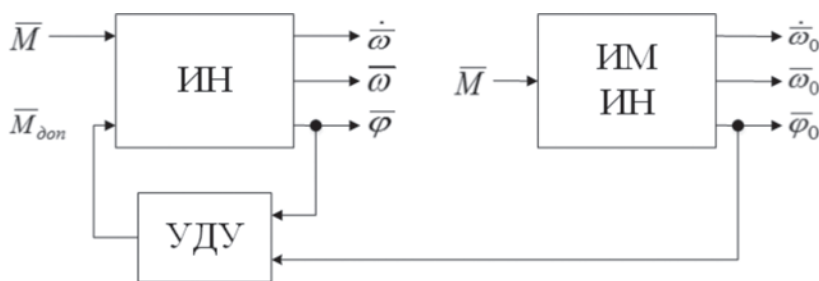 M̅
ИН
ω̇̅
ω̅
φ̅
M̅доп
УДУ
M̅
ИМ
ИН
ω̇̅₀
ω̅₀
φ̅₀